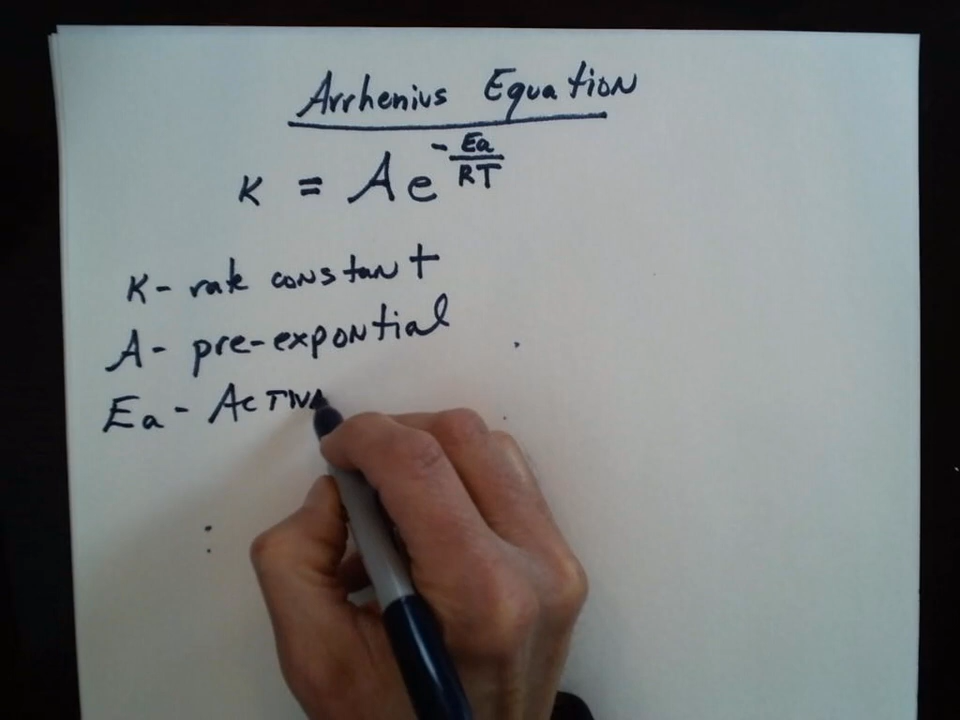 Arrhenius Equation
K = Ae^-Ea/RT
K - rate constant
A - pre-expontial
Ea - Activa